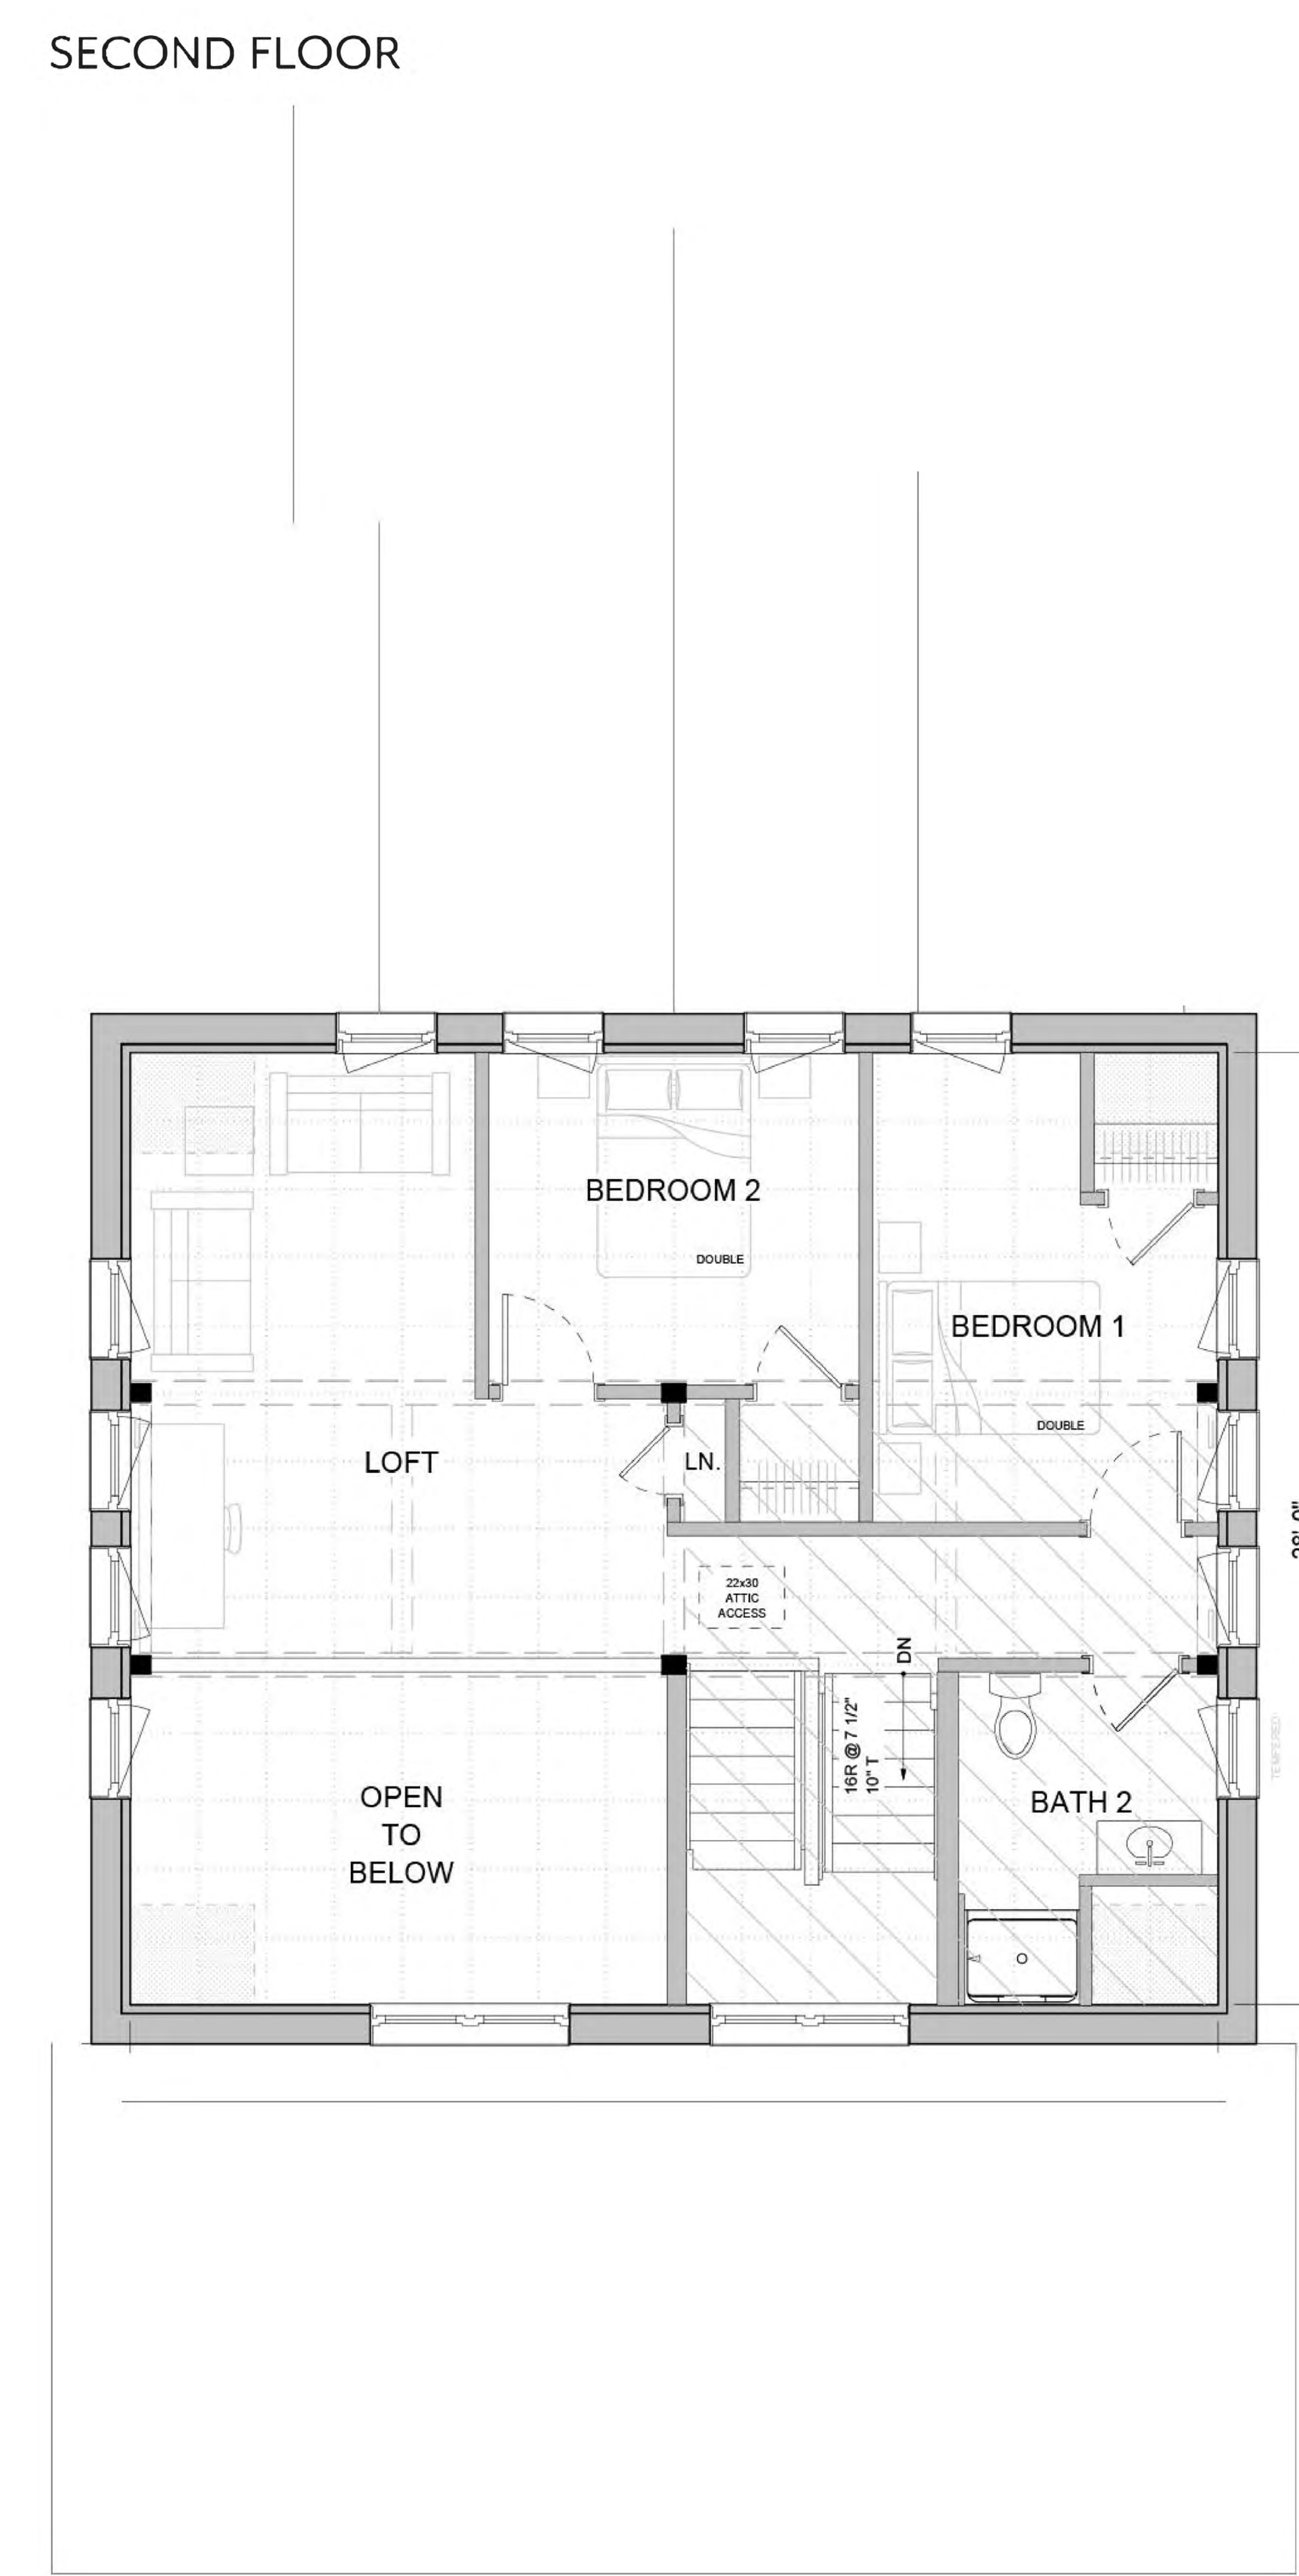 SECOND FLOOR
BEDROOM 2
DOUBLE
BEDROOM 1
DOUBLE
LOFT
LN.
22x30
ATTIC
ACCESS
DN
16R @ 7 1/2"
10" T
TEMPERED
OPEN
TO
BELOW
BATH 2